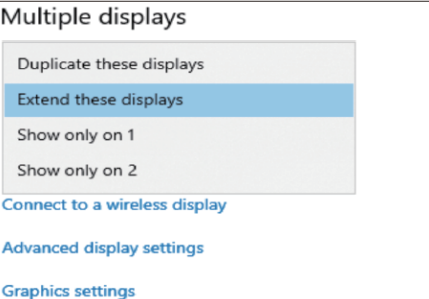 Multiple displays
Duplicate these displays
Extend these displays
Show only on 1
Show only on 2
Connect to a wireless display
Advanced display settings
Graphics settings